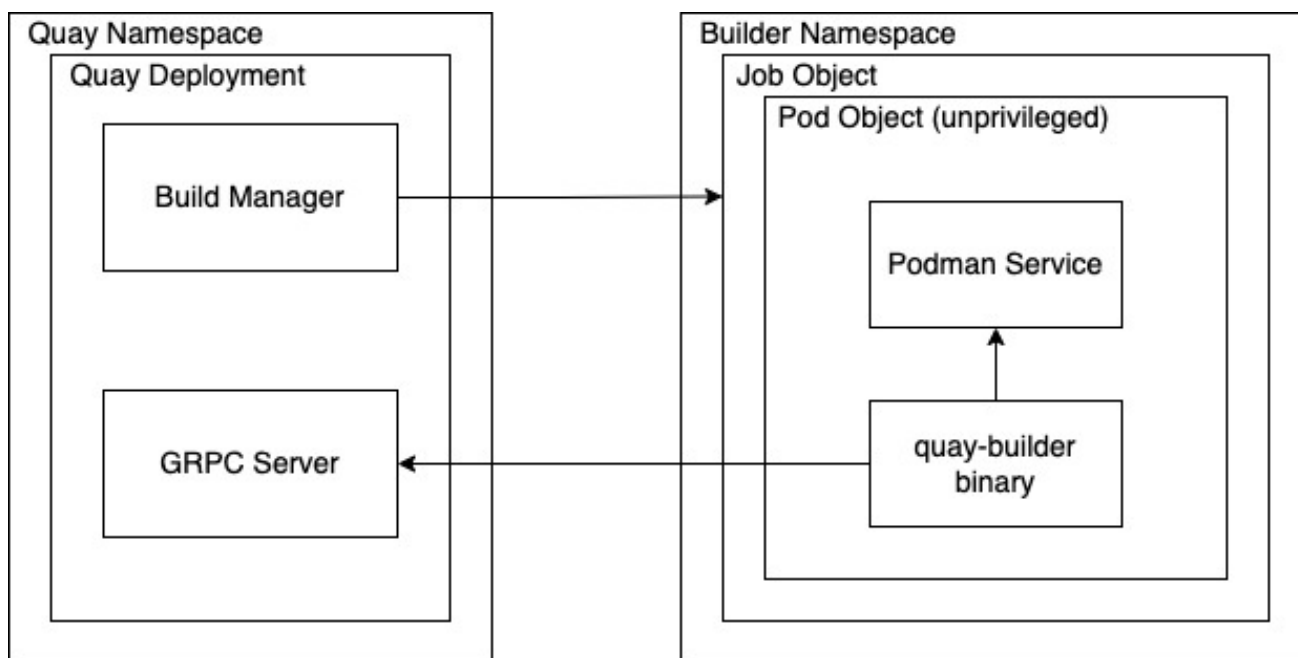 Quay Namespace
Quay Deployment
Build Manager
GRPC Server
Builder Namespace
Job Object
Pod Object (unprivileged)
Podman Service
quay-builder
binary